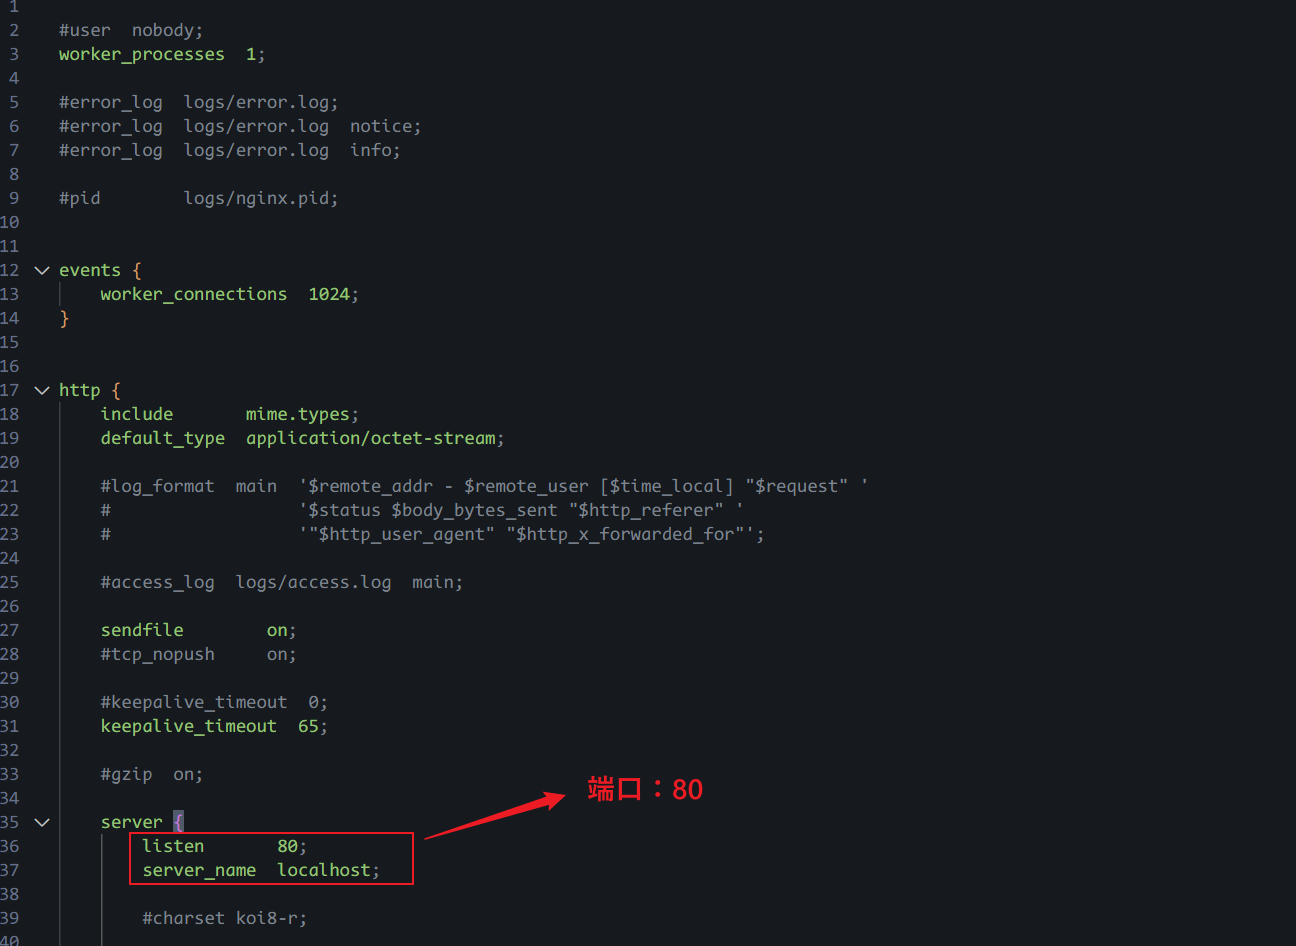 1
2 #user  nobody;
3 worker_processes  1;
4
5 #error_log  logs/error.log;
6 #error_log  logs/error.log  notice;
7 #error_log  logs/error.log  info;
8
9 #pid        logs/nginx.pid;
10
11
12 events {
13     worker_connections  1024;
14 }
15
16
17 http {
18     include       mime.types;
19     default_type  application/octet-stream;
20
21     #log_format  main  '$remote_addr - $remote_user [$time_local] "$request" '
22     #                  '$status $body_bytes_sent "$http_referer" '
23     #                  '"$http_user_agent" "$http_x_forwarded_for"';
24
25     #access_log  logs/access.log  main;
26
27     sendfile        on;
28     #tcp_nopush     on;
29
30     #keepalive_timeout  0;
31     keepalive_timeout  65;
32
33     #gzip  on;
端口：80
34
35     server {
36         listen       80;
37         server_name  localhost;
38
39         #charset koi8-r;
40